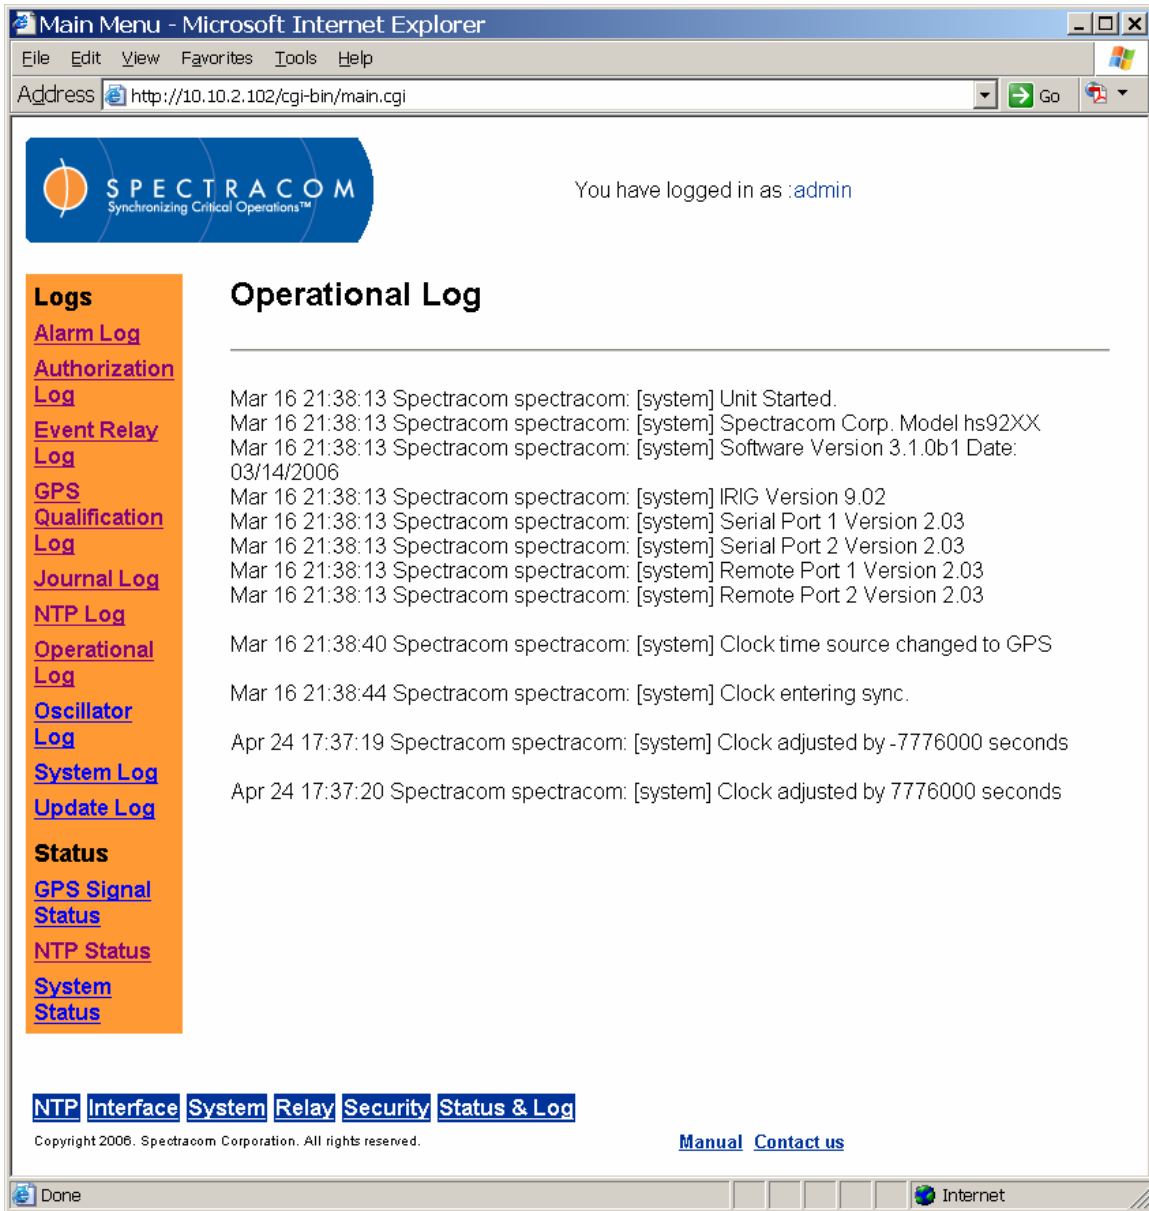 Main Menu - Microsoft Internet Explorer
File Edit View Favorites Tools Help
Address http://10.10.2.102/cgi-bin/main.cgi Go
SPECTRACOM
Synchronizing Critical Operations™
You have logged in as :admin
Logs
Alarm Log
Authorization
Log
Event Relay
Log
GPS
Qualification
Log
Journal Log
NTP Log
Operational
Log
Oscillator
Log
System Log
Update Log
Status
GPS Signal
Status
NTP Status
System
Status
Operational Log
Mar 16 21:38:13 Spectracom spectracom: [system] Unit Started.
Mar 16 21:38:13 Spectracom spectracom: [system] Spectracom Corp. Model hs92XX
Mar 16 21:38:13 Spectracom spectracom: [system] Software Version 3.1.0b1 Date:
03/14/2006
Mar 16 21:38:13 Spectracom spectracom: [system] IRIG Version 9.02
Mar 16 21:38:13 Spectracom spectracom: [system] Serial Port 1 Version 2.03
Mar 16 21:38:13 Spectracom spectracom: [system] Serial Port 2 Version 2.03
Mar 16 21:38:13 Spectracom spectracom: [system] Remote Port 1 Version 2.03
Mar 16 21:38:13 Spectracom spectracom: [system] Remote Port 2 Version 2.03
Mar 16 21:38:40 Spectracom spectracom: [system] Clock time source changed to GPS
Mar 16 21:38:44 Spectracom spectracom: [system] Clock entering sync.
Apr 24 17:37:19 Spectracom spectracom: [system] Clock adjusted by -7776000 seconds
Apr 24 17:37:20 Spectracom spectracom: [system] Clock adjusted by 7776000 seconds
NTP Interface System Relay Security Status & Log
Copyright 2006. Spectracom Corporation. All rights reserved.
Manual Contact us
Done Internet